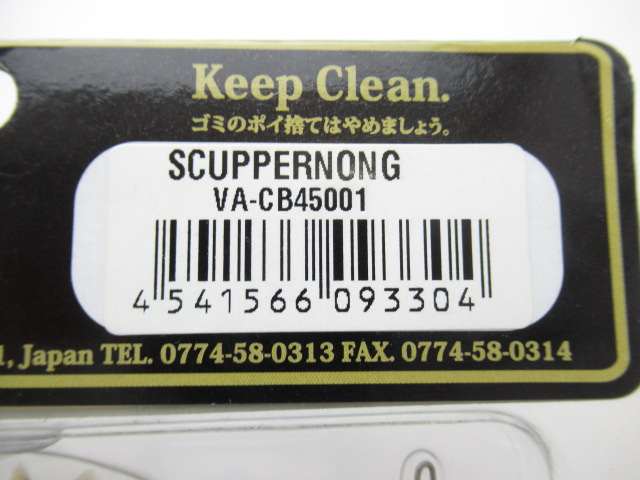 Keep Clean.
ゴミのポイ捨てはやめましょう。
SCUPPERNONG
VA-CB45001
4 541566 093304
, Japan TEL. 0774-58-0313 FAX. 0774-58-0314